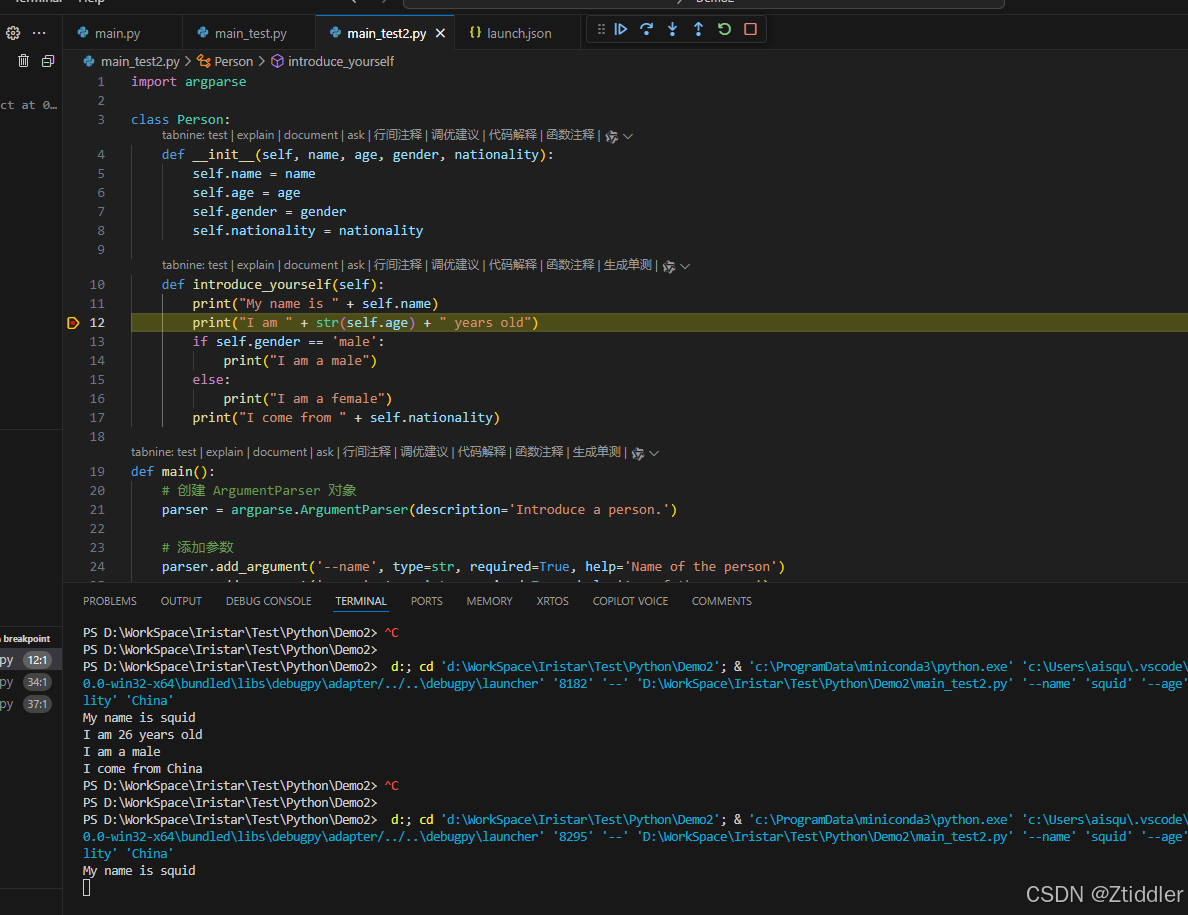 Terminal Help
Demo2
main.py main_test.py main_test2.py launch.json
main_test2.py > Person > introduce_yourself
ct at 0…
1 import argparse
2
3 class Person:
tabnine: test | explain | document | ask | 行间注释 | 调优建议 | 代码解释 | 函数注释 |
4 def __init__(self, name, age, gender, nationality):
5 self.name = name
6 self.age = age
7 self.gender = gender
8 self.nationality = nationality
9
tabnine: test | explain | document | ask | 行间注释 | 调优建议 | 代码解释 | 函数注释 | 生成单测 |
10 def introduce_yourself(self):
11 print("My name is " + self.name)
12 print("I am " + str(self.age) + " years old")
13 if self.gender == 'male':
14 print("I am a male")
15 else:
16 print("I am a female")
17 print("I come from " + self.nationality)
18
tabnine: test | explain | document | ask | 行间注释 | 调优建议 | 代码解释 | 函数注释 | 生成单测 |
19 def main():
20 # 创建 ArgumentParser 对象
21 parser = argparse.ArgumentParser(description='Introduce a person.')
22
23 # 添加参数
24 parser.add_argument('--name', type=str, required=True, help='Name of the person')
PROBLEMS OUTPUT DEBUG CONSOLE TERMINAL PORTS MEMORY XRTOS COPILOT VOICE COMMENTS
breakpoint
py 12:1
py 34:1
py 37:1
PS D:\WorkSpace\Iristar\Test\Python\Demo2> ^C
PS D:\WorkSpace\Iristar\Test\Python\Demo2>
PS D:\WorkSpace\Iristar\Test\Python\Demo2> d:; cd 'd:\WorkSpace\Iristar\Test\Python\Demo2'; & 'c:\ProgramData\miniconda3\python.exe' 'c:\Users\aisqu\.vscode\
0.0-win32-x64\bundled\libs\debugpy\adapter/../..\debugpy\launcher' '8182' '--' 'D:\WorkSpace\Iristar\Test\Python\Demo2\main_test2.py' '--name' 'squid' '--age'
lity' 'China'
My name is squid
I am 26 years old
I am a male
I come from China
PS D:\WorkSpace\Iristar\Test\Python\Demo2> ^C
PS D:\WorkSpace\Iristar\Test\Python\Demo2>
PS D:\WorkSpace\Iristar\Test\Python\Demo2> d:; cd 'd:\WorkSpace\Iristar\Test\Python\Demo2'; & 'c:\ProgramData\miniconda3\python.exe' 'c:\Users\aisqu\.vscode\
0.0-win32-x64\bundled\libs\debugpy\adapter/../..\debugpy\launcher' '8295' '--' 'D:\WorkSpace\Iristar\Test\Python\Demo2\main_test2.py' '--name' 'squid' '--age'
lity' 'China'
My name is squid
CSDN @Ztiddler